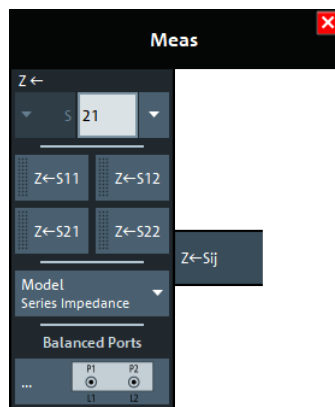 Meas
Z←
S 21
Z←S11 Z←S12
Z←S21 Z←S22
Z←Sij
Model
Series Impedance
Balanced Ports
... P1 P2
L1 L2